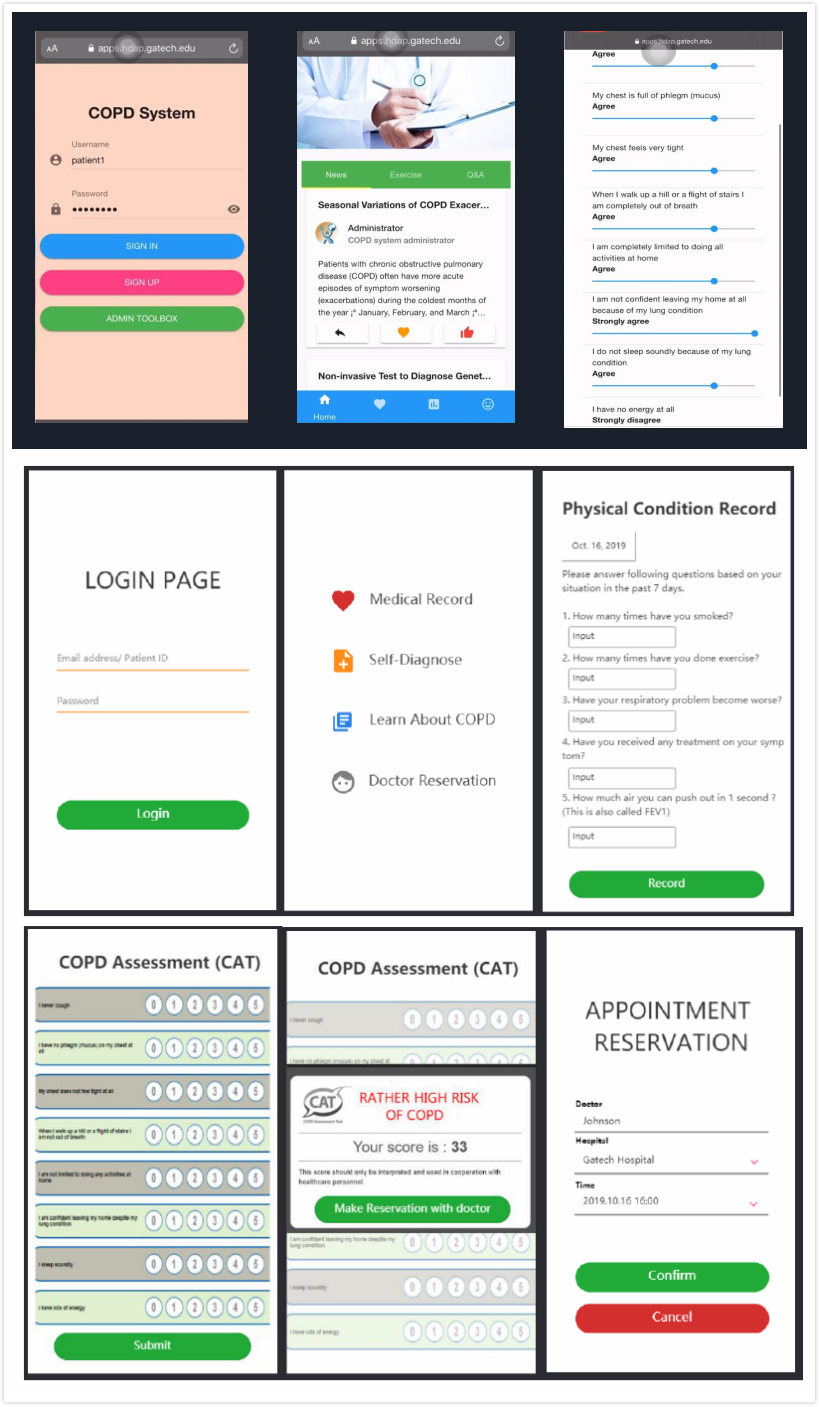 AA apps.hdap.gatech.edu
COPD System
Username
patient1
Password
••••••••
SIGN IN
SIGN UP
ADMIN TOOLBOX
AA apps.hdap.gatech.edu
News Exercise Q&A
Seasonal Variations of COPD Exacer...
Administrator
COPD system administrator
Patients with chronic obstructive pulmonary
disease (COPD) often have more acute
episodes of symptom worsening
(exacerbations) during the coldest months of
the year ¡ª January, February, and March ¡ª...
Non-invasive Test to Diagnose Genet...
Home
apps.hdap.gatech.edu
Agree
My chest is full of phlegm (mucus)
Agree
My chest feels very tight
Agree
When I walk up a hill or a flight of stairs I
am completely out of breath
Agree
I am completely limited to doing all
activities at home
Agree
I am not confident leaving my home at all
because of my lung condition
Strongly agree
I do not sleep soundly because of my lung
condition
Agree
I have no energy at all
Strongly disagree
LOGIN PAGE
Email address/ Patient ID
Password
Login
Medical Record
Self-Diagnose
Learn About COPD
Doctor Reservation
Physical Condition Record
Oct. 16, 2019
Please answer following questions based on your
situation in the past 7 days.
1. How many times have you smoked?
Input
2. How many times have you done exercise?
Input
3. Have your respiratory problem become worse?
Input
4. Have you received any treatment on your symp
tom?
Input
5. How much air you can push out in 1 second ?
(This is also called FEV1)
Input
Record
COPD Assessment (CAT)
I never cough 0 1 2 3 4 5
I have no phlegm (mucus) on my chest at
all 0 1 2 3 4 5
My chest does not feel tight at all 0 1 2 3 4 5
When I walk up a hill or a flight of stairs I
am not out of breath 0 1 2 3 4 5
I am not limited to doing any activities at
home 0 1 2 3 4 5
I am confident leaving my home despite my
lung condition 0 1 2 3 4 5
I sleep soundly 0 1 2 3 4 5
I have lots of energy 0 1 2 3 4 5
Submit
COPD Assessment (CAT)
I never cough 0 1 2 3 4 5
I have no phlegm (mucus) on my chest at
CAT
COPD Assessment Test
RATHER HIGH RISK
OF COPD
Your score is : 33
This score should only be interpreted and used in cooperation with
healthcare personnel.
Make Reservation with doctor
I am confident leaving my home despite my
lung condition 0 1 2 3 4 5
I sleep soundly 0 1 2 3 4 5
I have lots of energy 0 1 2 3 4 5
APPOINTMENT
RESERVATION
Doctor
Johnson
Hospital
Gatech Hospital
Time
2019.10.16 16:00
Confirm
Cancel